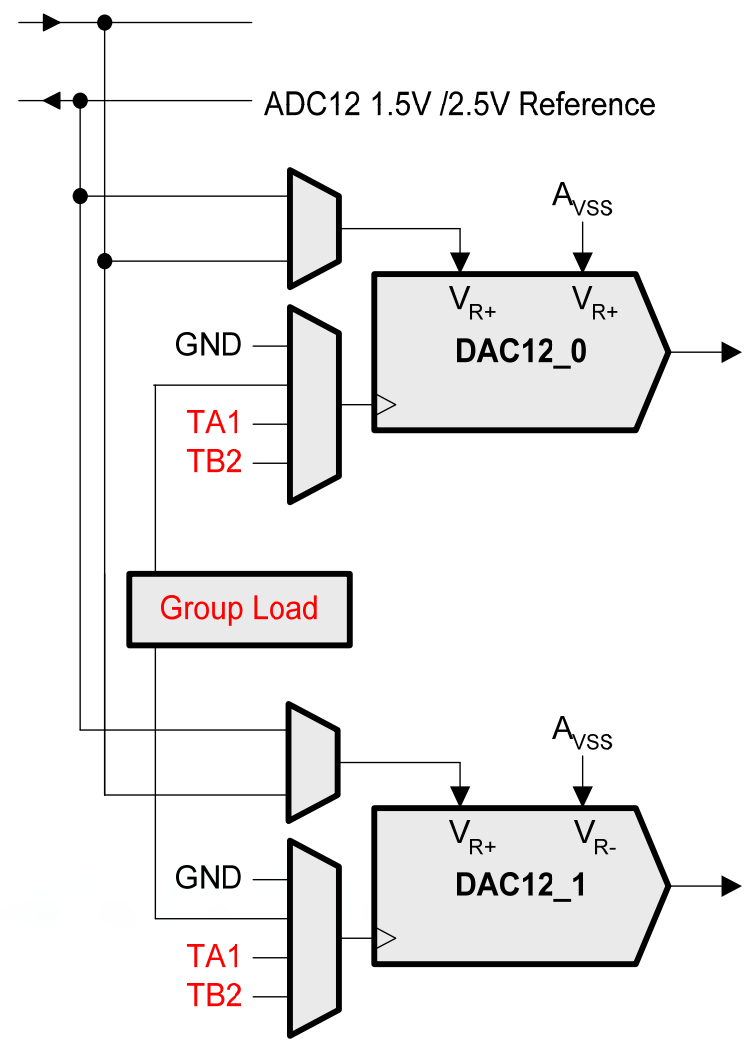 ADC12 1.5V /2.5V Reference
AVSS
VR+ VR+
GND
DAC12_0
TA1
TB2
Group Load
AVSS
VR+ VR-
GND
DAC12_1
TA1
TB2